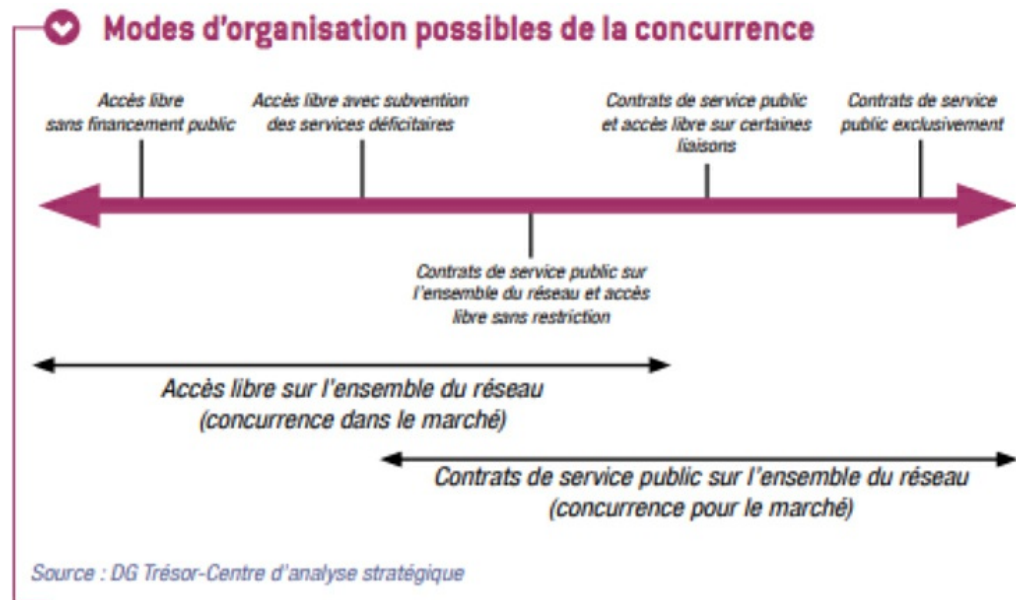 Modes d'organisation possibles de la concurrence
Accès libre
sans financement public
Accès libre avec subvention
des services déficitaires
Contrats de service public
et accès libre sur certaines
liaisons
Contrats de service
public exclusivement
Contrats de service public sur
l'ensemble du réseau et accès
libre sans restriction
Accès libre sur l'ensemble du réseau
(concurrence dans le marché)
Contrats de service public sur l'ensemble du réseau
(concurrence pour le marché)
Source : DG Trésor-Centre d'analyse stratégique